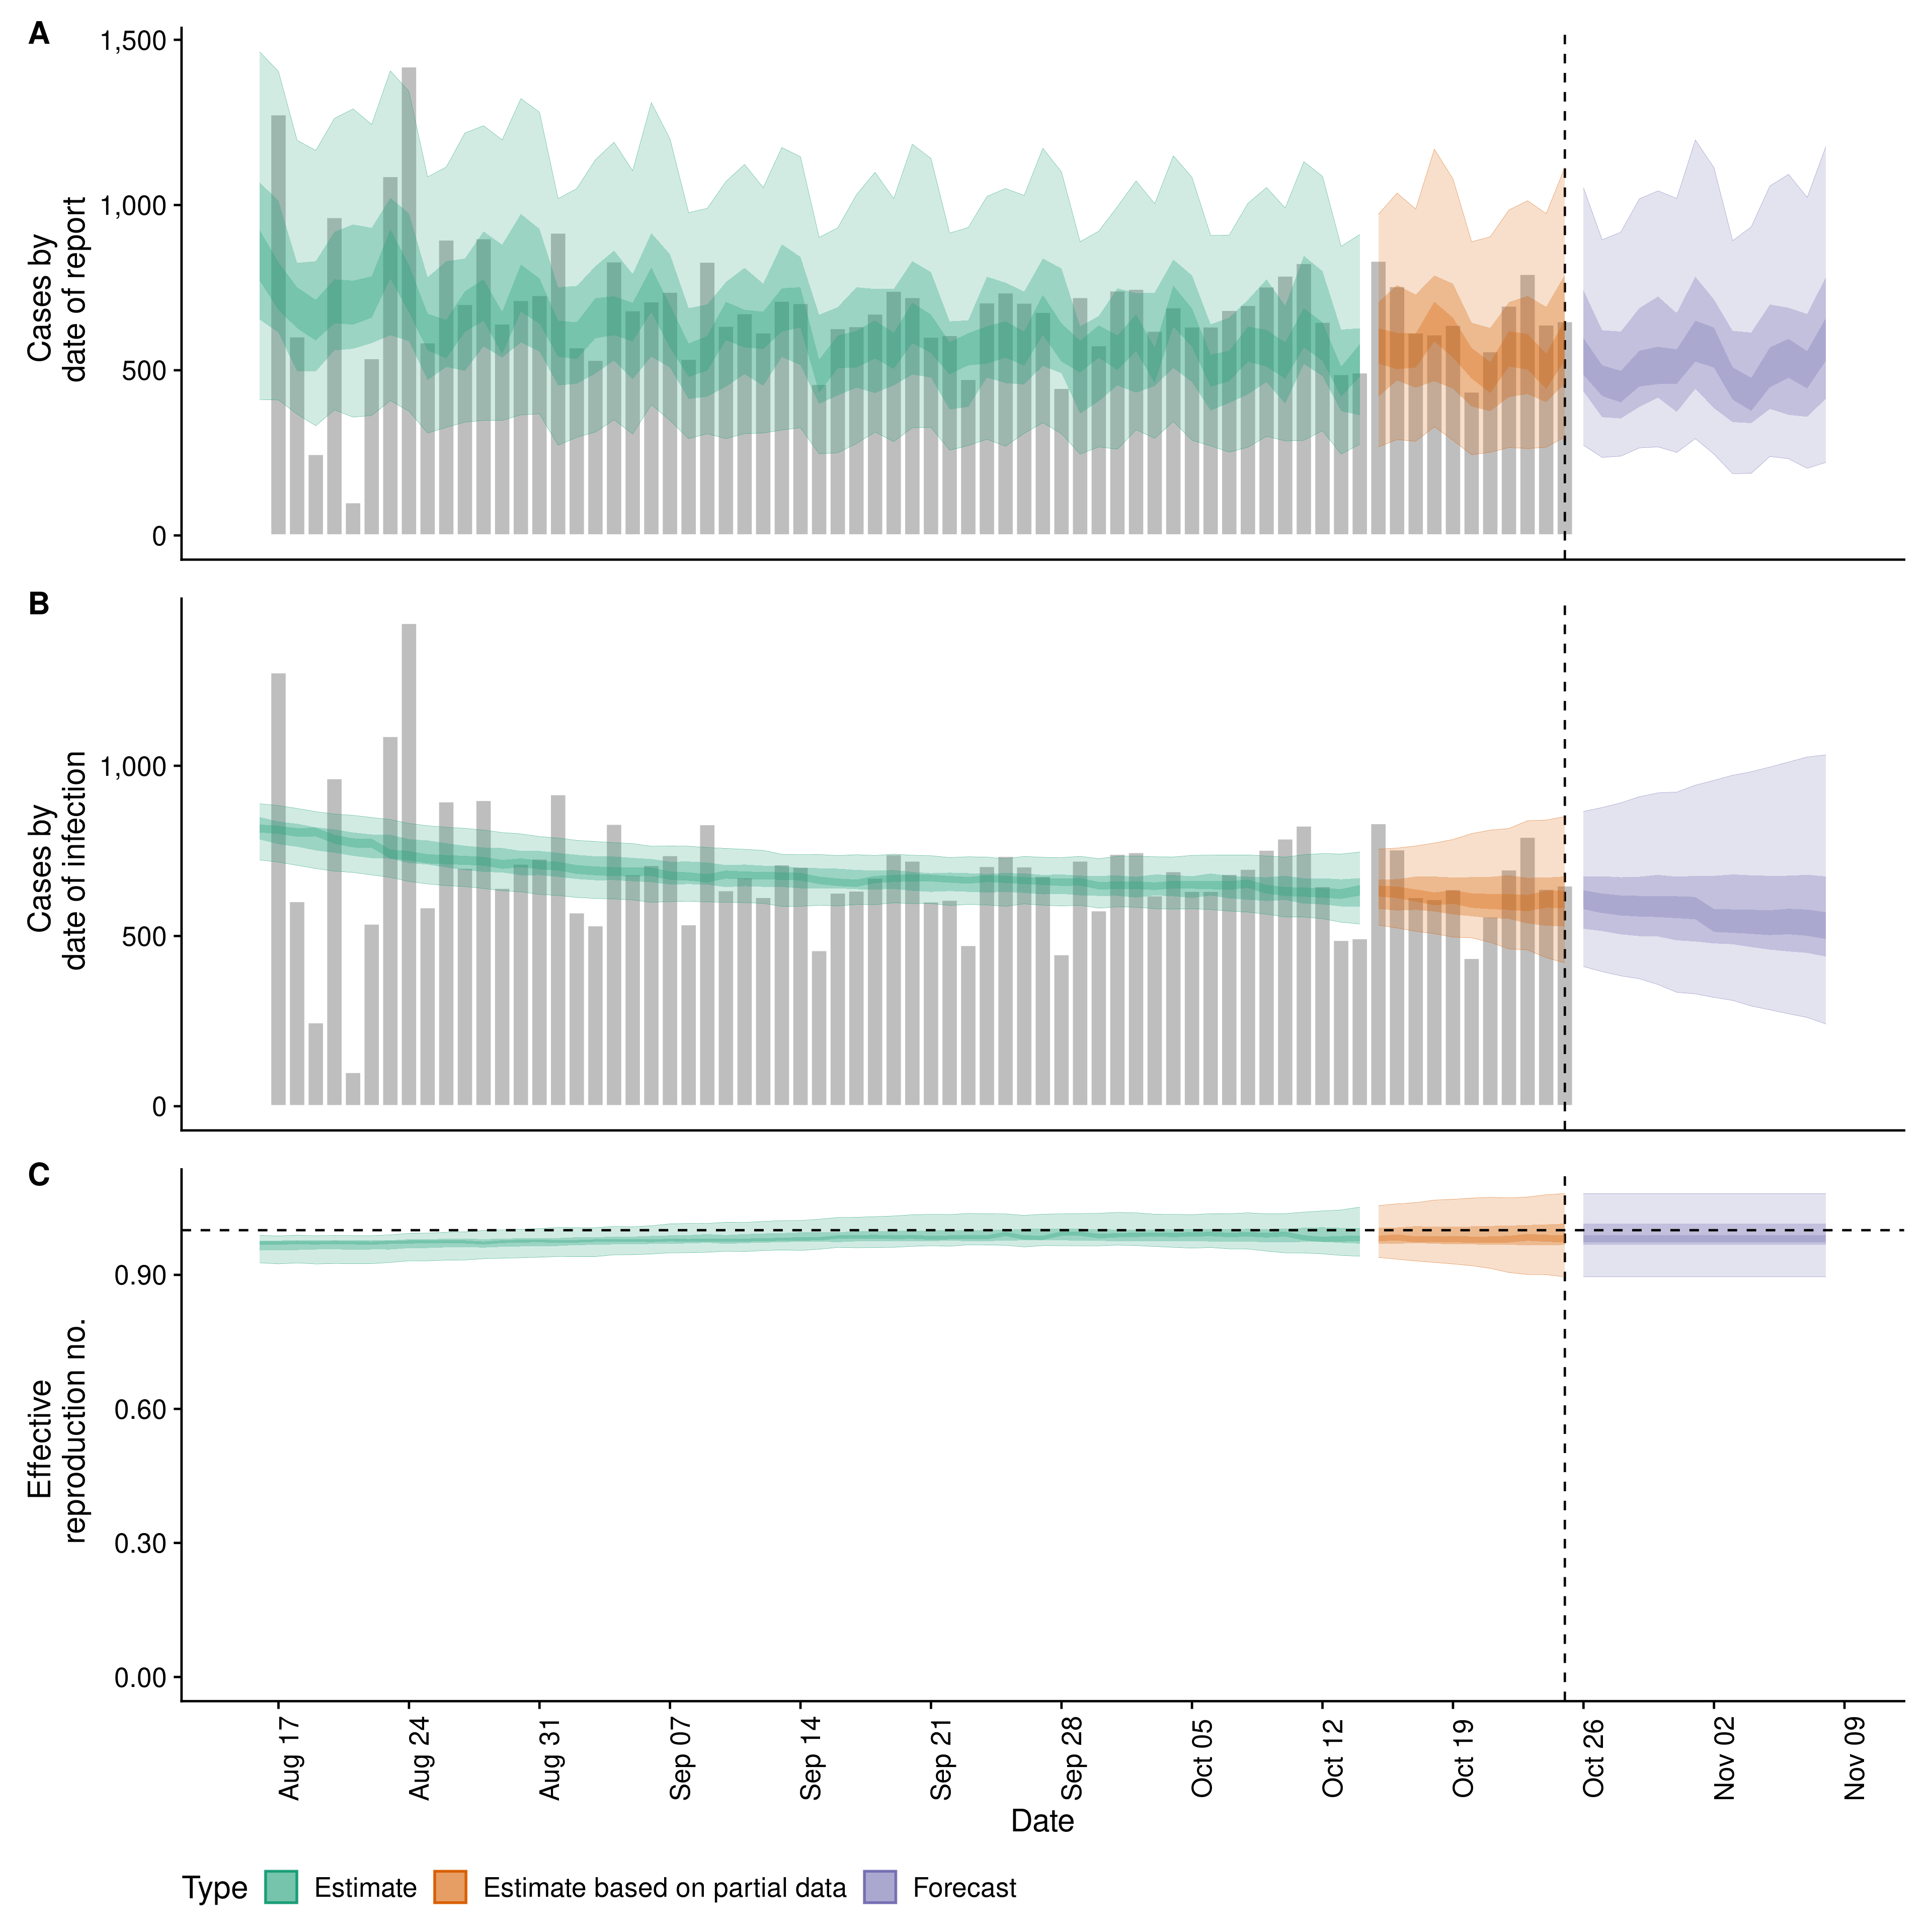 A
1,500
1,000
500
0
Cases by
date of report
B
1,000
500
0
Cases by
date of infection
C
0.90
0.60
0.30
0.00
Effective
reproduction no.
Aug 17
Aug 24
Aug 31
Sep 07
Sep 14
Sep 21
Sep 28
Oct 05
Oct 12
Oct 19
Oct 26
Nov 02
Nov 09
Date
Type Estimate Estimate based on partial data Forecast